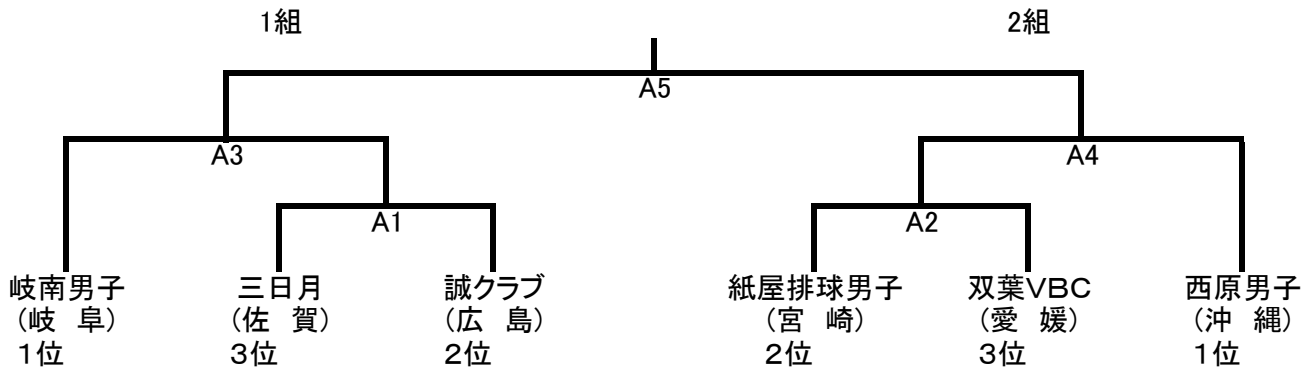 1組 2組
A5
A3 A4
A1 A2
岐南男子 三日月 誠クラブ 紙屋排球男子 双葉VBC 西原男子
(岐 阜) (佐 賀) (広 島) (宮 崎) (愛 媛) (沖 縄)
1位 3位 2位 2位 3位 1位